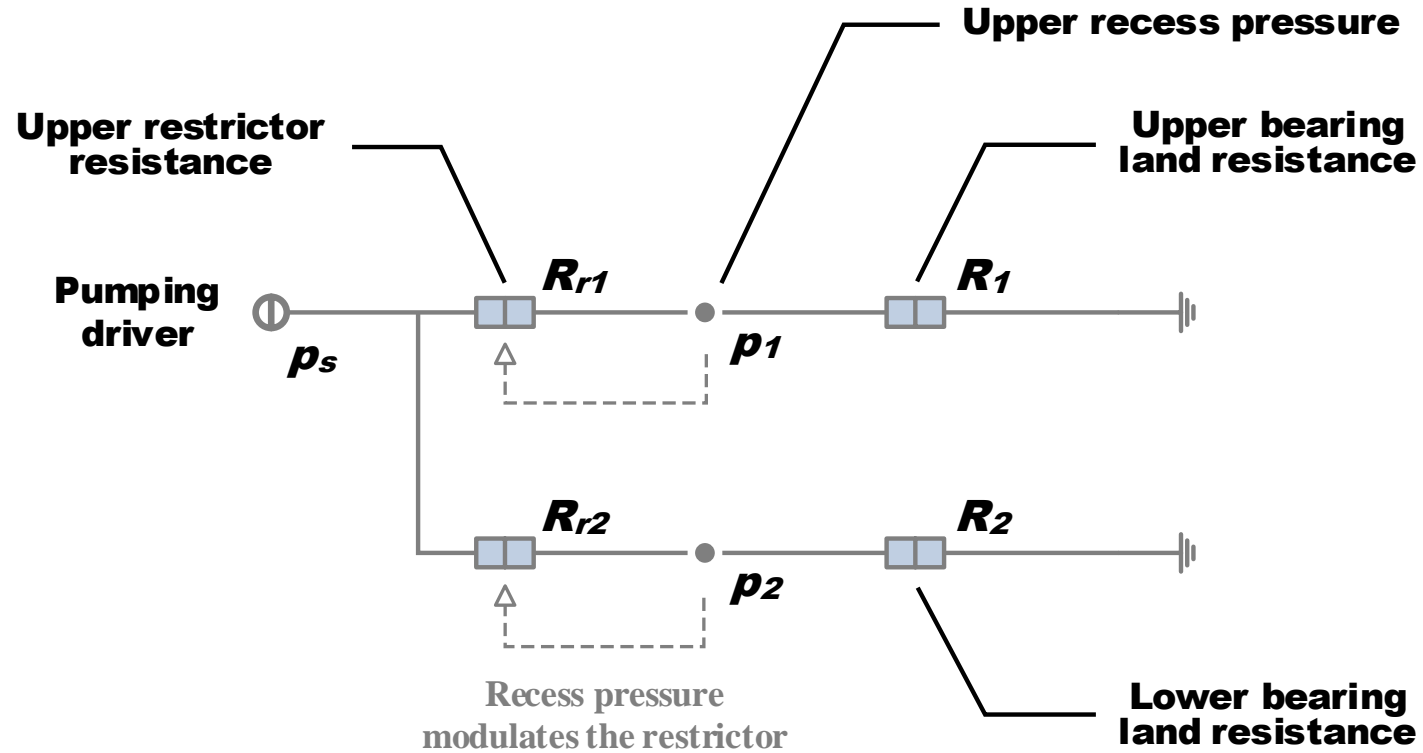 Upper recess pressure
Upper restrictor
resistance
Upper bearing
land resistance
Pumping
driver
ps
Rr1
p1
R1
Rr2
p2
R2
Recess pressure
modulates the restrictor
Lower bearing
land resistance